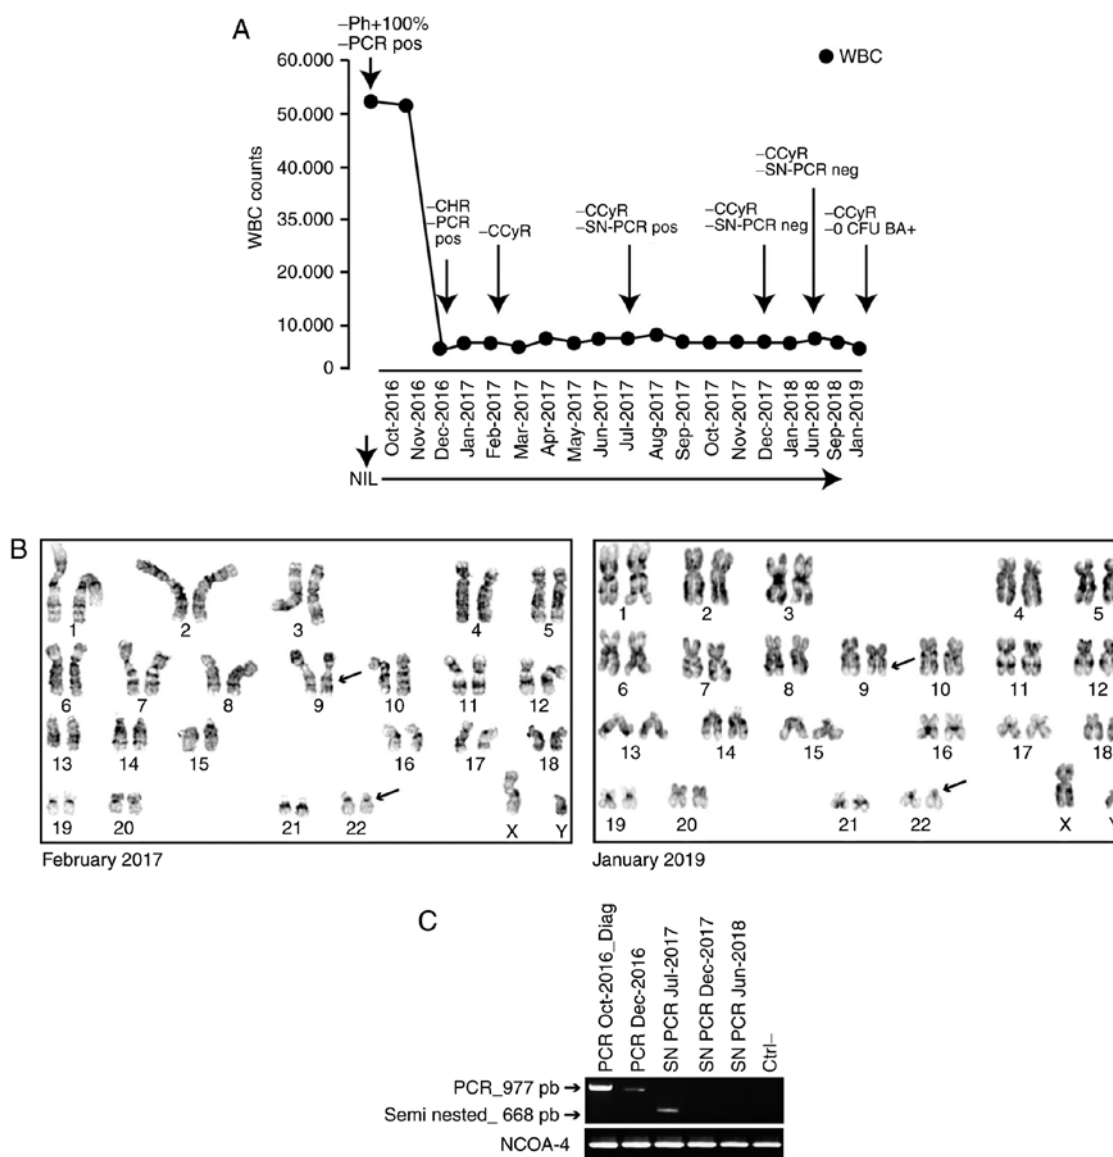 A
–Ph+100%
–PCR pos
WBC
60.000
50.000
40.000
35.000
20.000
10.000
0
WBC counts
–CHR
–PCR
pos
–CCyR
–CCyR
–SN-PCR pos
–CCyR
–SN-PCR neg
–CCyR
–SN-PCR neg
–CCyR
–0 CFU BA+
Oct-2016
Nov-2016
Dec-2016
Jan-2017
Feb-2017
Mar-2017
Apr-2017
May-2017
Jun-2017
Jul-2017
Aug-2017
Sep-2017
Oct-2017
Nov-2017
Dec-2017
Jan-2018
Jun-2018
Sep-2018
Jan-2019
NIL
B
1 2 3 4 5
6 7 8 9 10 11 12
13 14 15 16 17 18
19 20 21 22 X Y
February 2017
1 2 3 4 5
6 7 8 9 10 11 12
13 14 15 16 17 18
19 20 21 22 X Y
January 2019
C
PCR Oct-2016_Diag
PCR Dec-2016
SN PCR Jul-2017
SN PCR Dec-2017
SN PCR Jun-2018
Ctrl–
PCR_977 pb
Semi nested_ 668 pb
NCOA-4